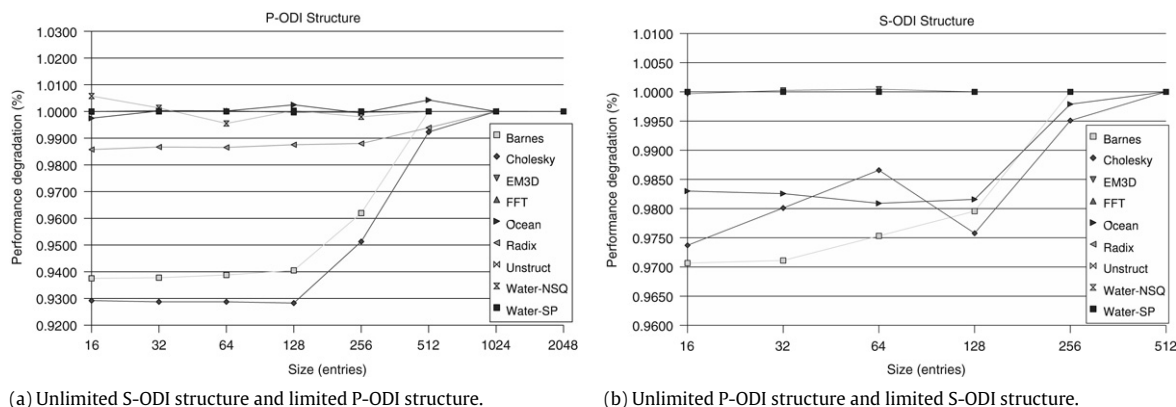 P-ODI Structure
1.0300
1.0200
1.0100
1.0000
0.9900
0.9800
0.9700
0.9600
0.9500
0.9400
0.9300
0.9200
Performance degradation (%)
16 32 64 128 256 512 1024 2048
Size (entries)
Barnes
Cholesky
EM3D
FFT
Ocean
Radix
Unstruct
Water-NSQ
Water-SP
(a) Unlimited S-ODI structure and limited P-ODI structure.
S-ODI Structure
1.0100
1.0050
1.0000
1.9950
0.9900
0.9850
0.9800
0.9750
0.9700
0.9650
0.9600
Performance degradation (%)
16 32 64 128 256 512
Size (entries)
Barnes
Cholesky
EM3D
FFT
Ocean
Radix
Unstruct
Water-NSQ
Water-SP
(b) Unlimited P-ODI structure and limited S-ODI structure.